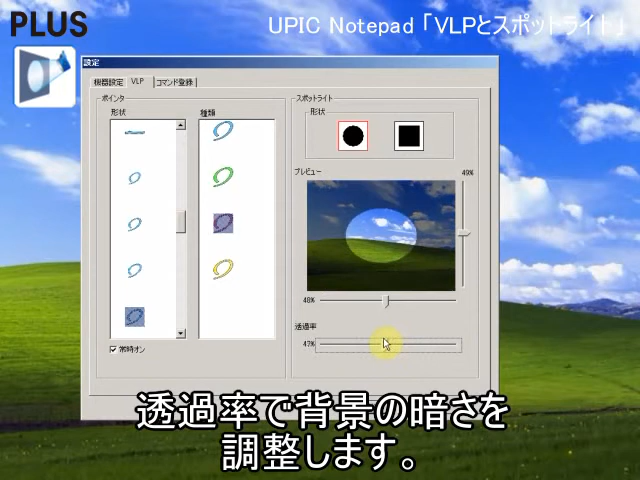 PLUS
UPIC Notepad「VLPとスポットライト」
設定
機器設定
VLP
コマンド登録
ポインタ
形状
種類
常時オン
スポットライト
形状
プレビュー
49%
48%
透過率
47%
透過率で背景の暗さを
調整します。